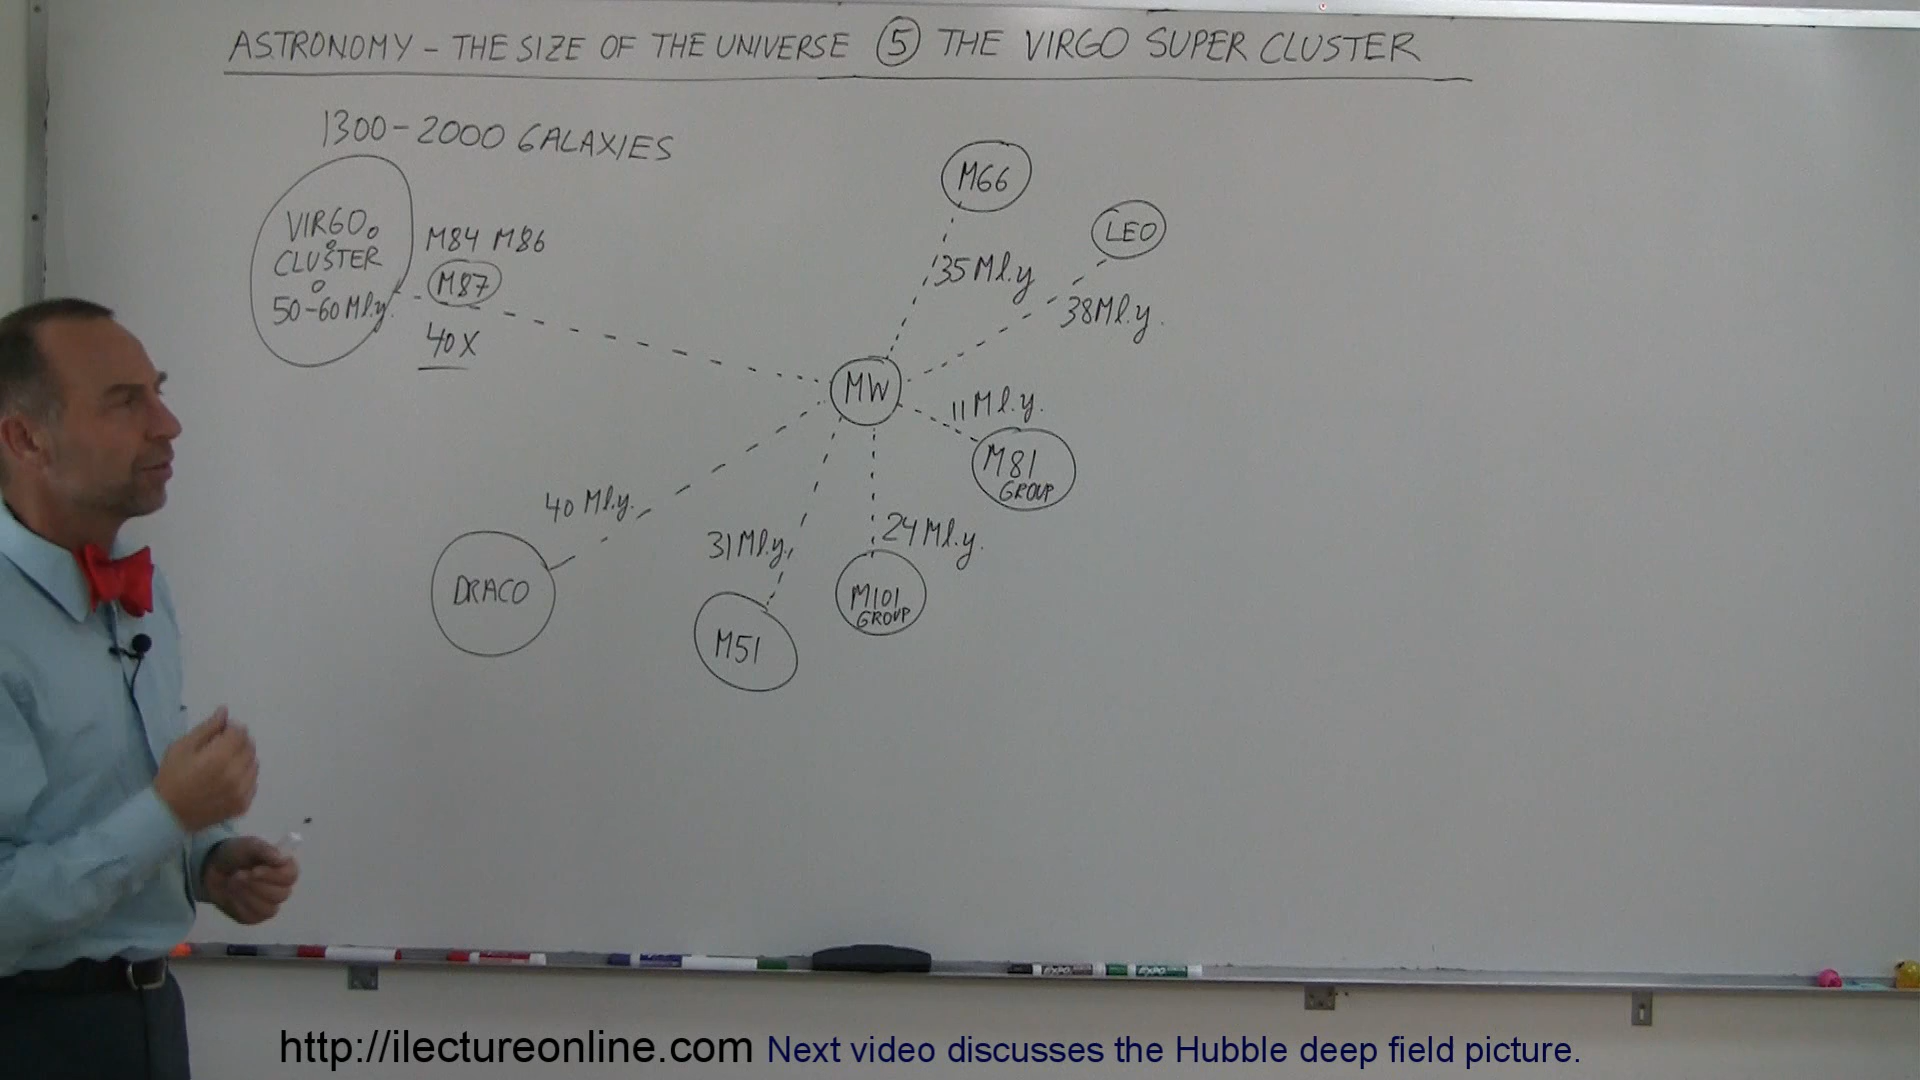 ASTRONOMY - THE SIZE OF THE UNIVERSE ⑤ THE VIRGO SUPER CLUSTER
1300-2000 GALAXIES
VIRGO
CLUSTER
50-60 Ml.y.
M84 M86
M87
40X
M66
35 Ml.y
LEO
38Ml.y.
MW
11 Ml.y.
M81
GROUP
40 Ml.y.
DRACO
31 Ml.y.
M51
24 Ml.y.
M101
GROUP
EXPO
EXPO
http://ilectureonline.com Next video discusses the Hubble deep field picture.